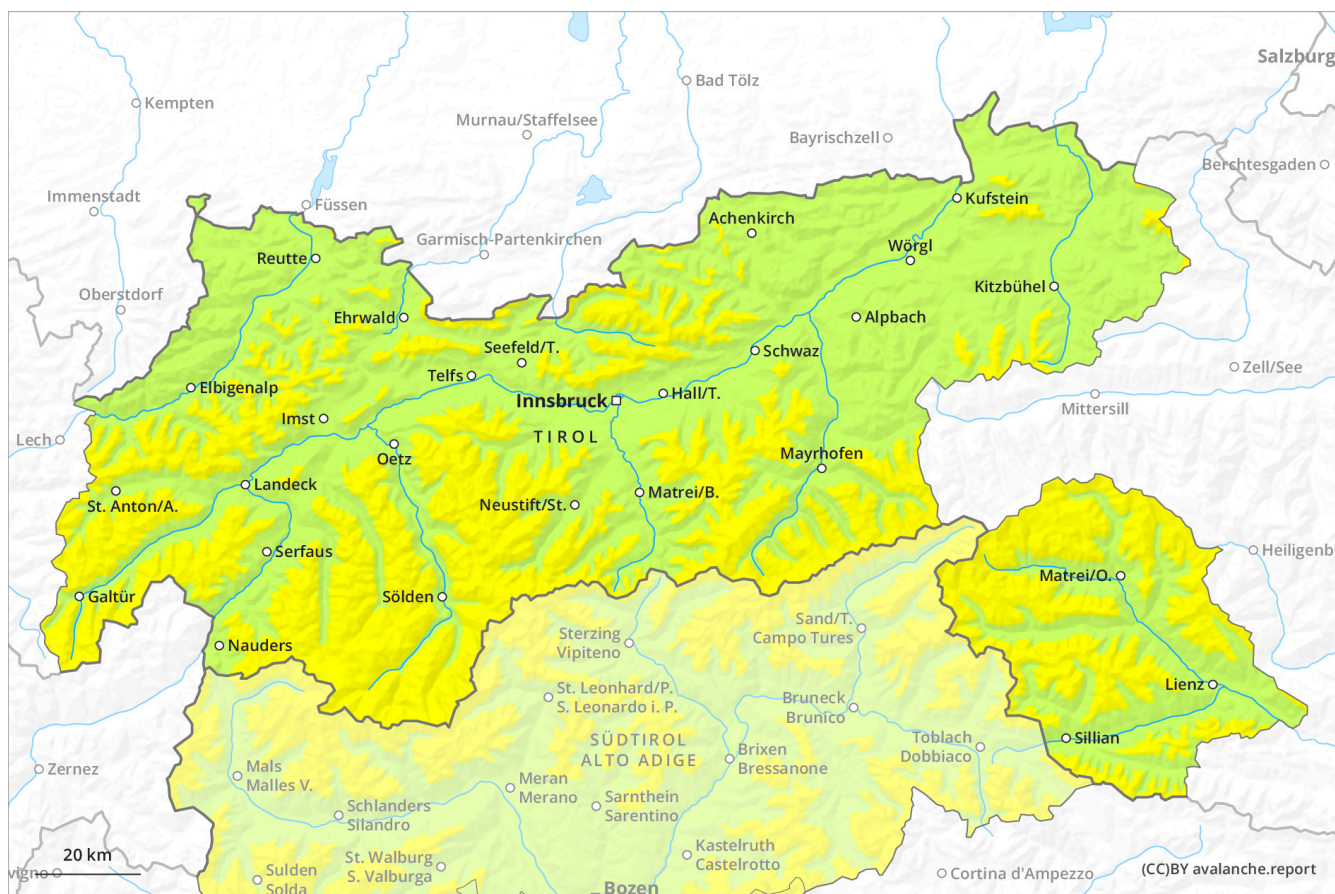 Salzburg
Bad Tölz
Kempten
Murnau/Staffelsee
Bayrischzell
Berchtesgaden
Immenstadt
Füssen
Kufstein
Achenkirch
Garmisch-Partenkirchen
Wörgl
Reutte
Oberstdorf
Kitzbühel
Ehrwald
Alpbach
Seefeld/T.
Schwaz
Telfs
Zell/See
Elbigenalp
Innsbruck
Hall/T.
Mittersill
Imst
Lech
TIROL
Oetz
Mayrhofen
Landeck
St. Anton/A.
Neustift/St.
Matrei/B.
Serfaus
Heiligenb
Matrei/O.
Galtür
Sölden
Sand/T.
Campo Tures
Sterzing
Vipiteno
Nauders
Lienz
St. Leonhard/P.
S. Leonardo i. P.
Bruneck
Brunico
SÜDTIROL
ALTO ADIGE
Toblach
Dobbiaco
Sillian
Brixen
Bressanone
Zernez
Mals
Malles V.
Meran
Merano
Sarnthein
Sarentino
Schlanders
Silandro
Kastelruth
Castelrotto
20 km
St. Walburg
S. Valburga
vigno
Sulden
Solda
Cortina d'Ampezzo
(CC)BY avalanche.report
Bozen